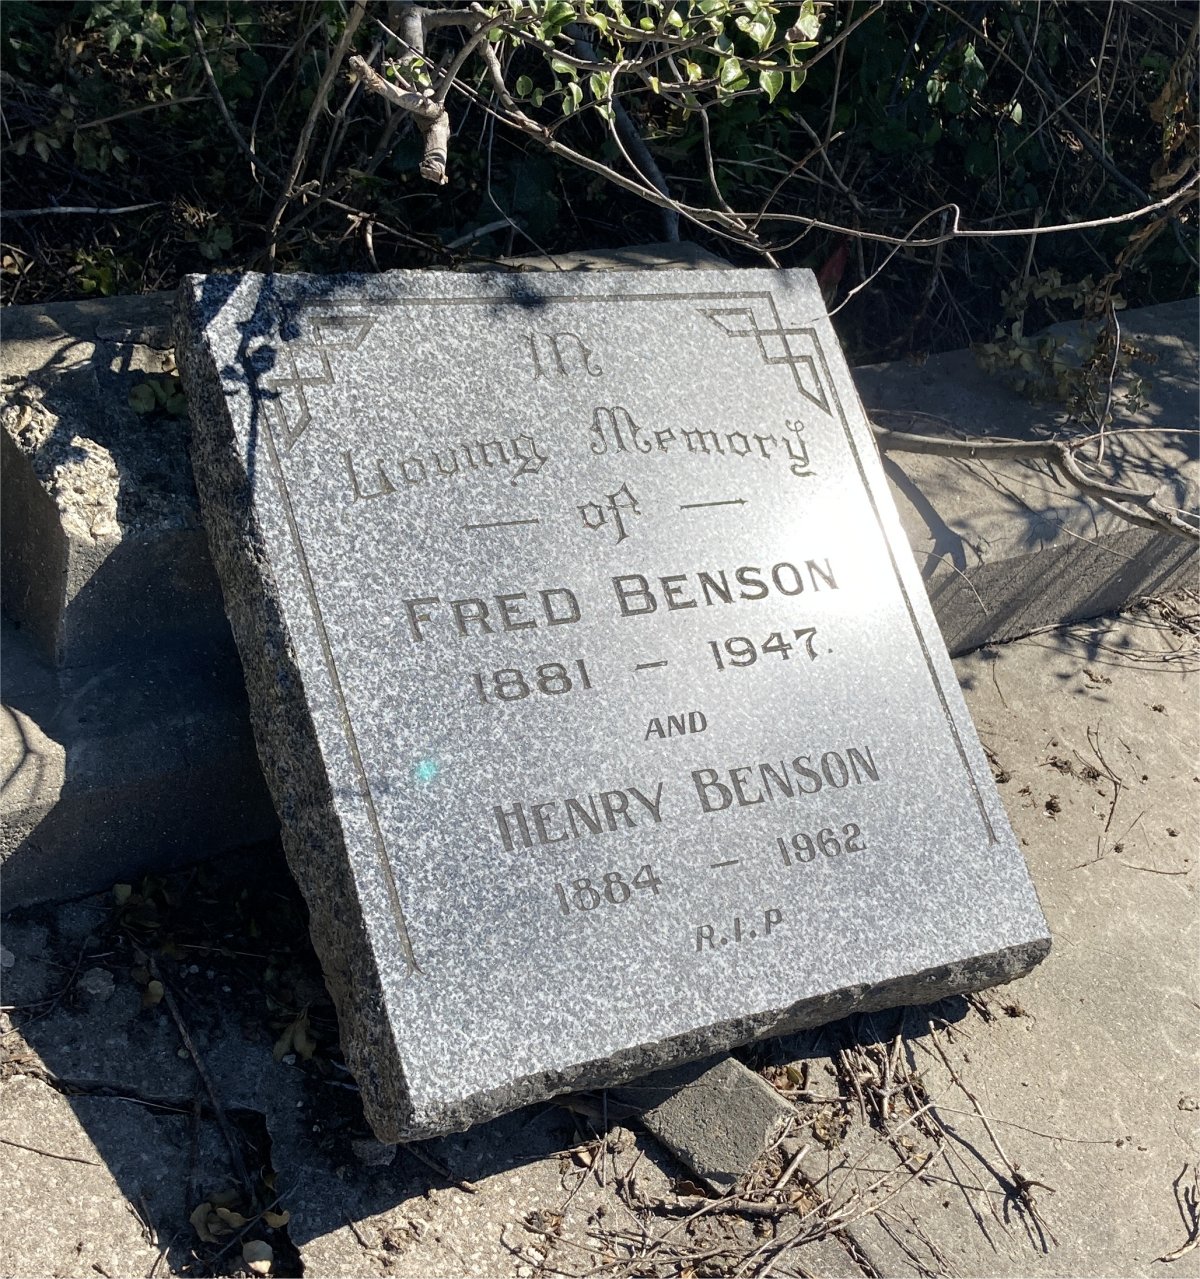 In
Loving Memory
— of —
FRED BENSON
1881 — 1947.
AND
HENRY BENSON
1884 — 1962
R.I.P